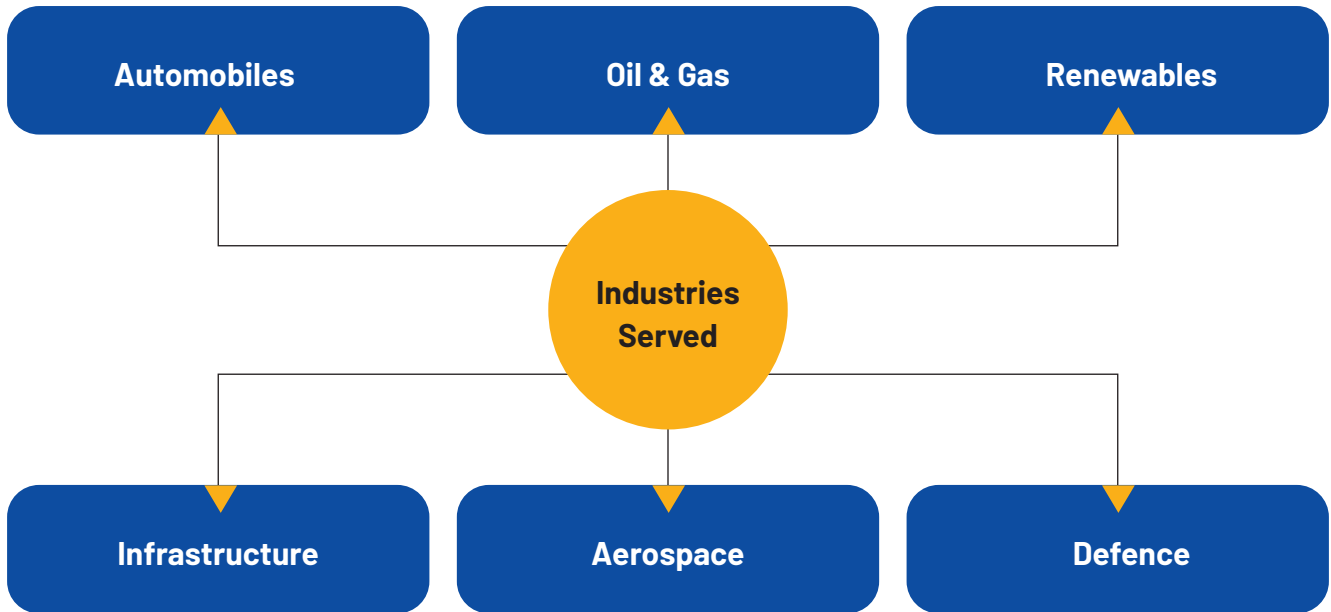 Automobiles
Oil & Gas
Renewables
Industries
Served
Infrastructure
Aerospace
Defence